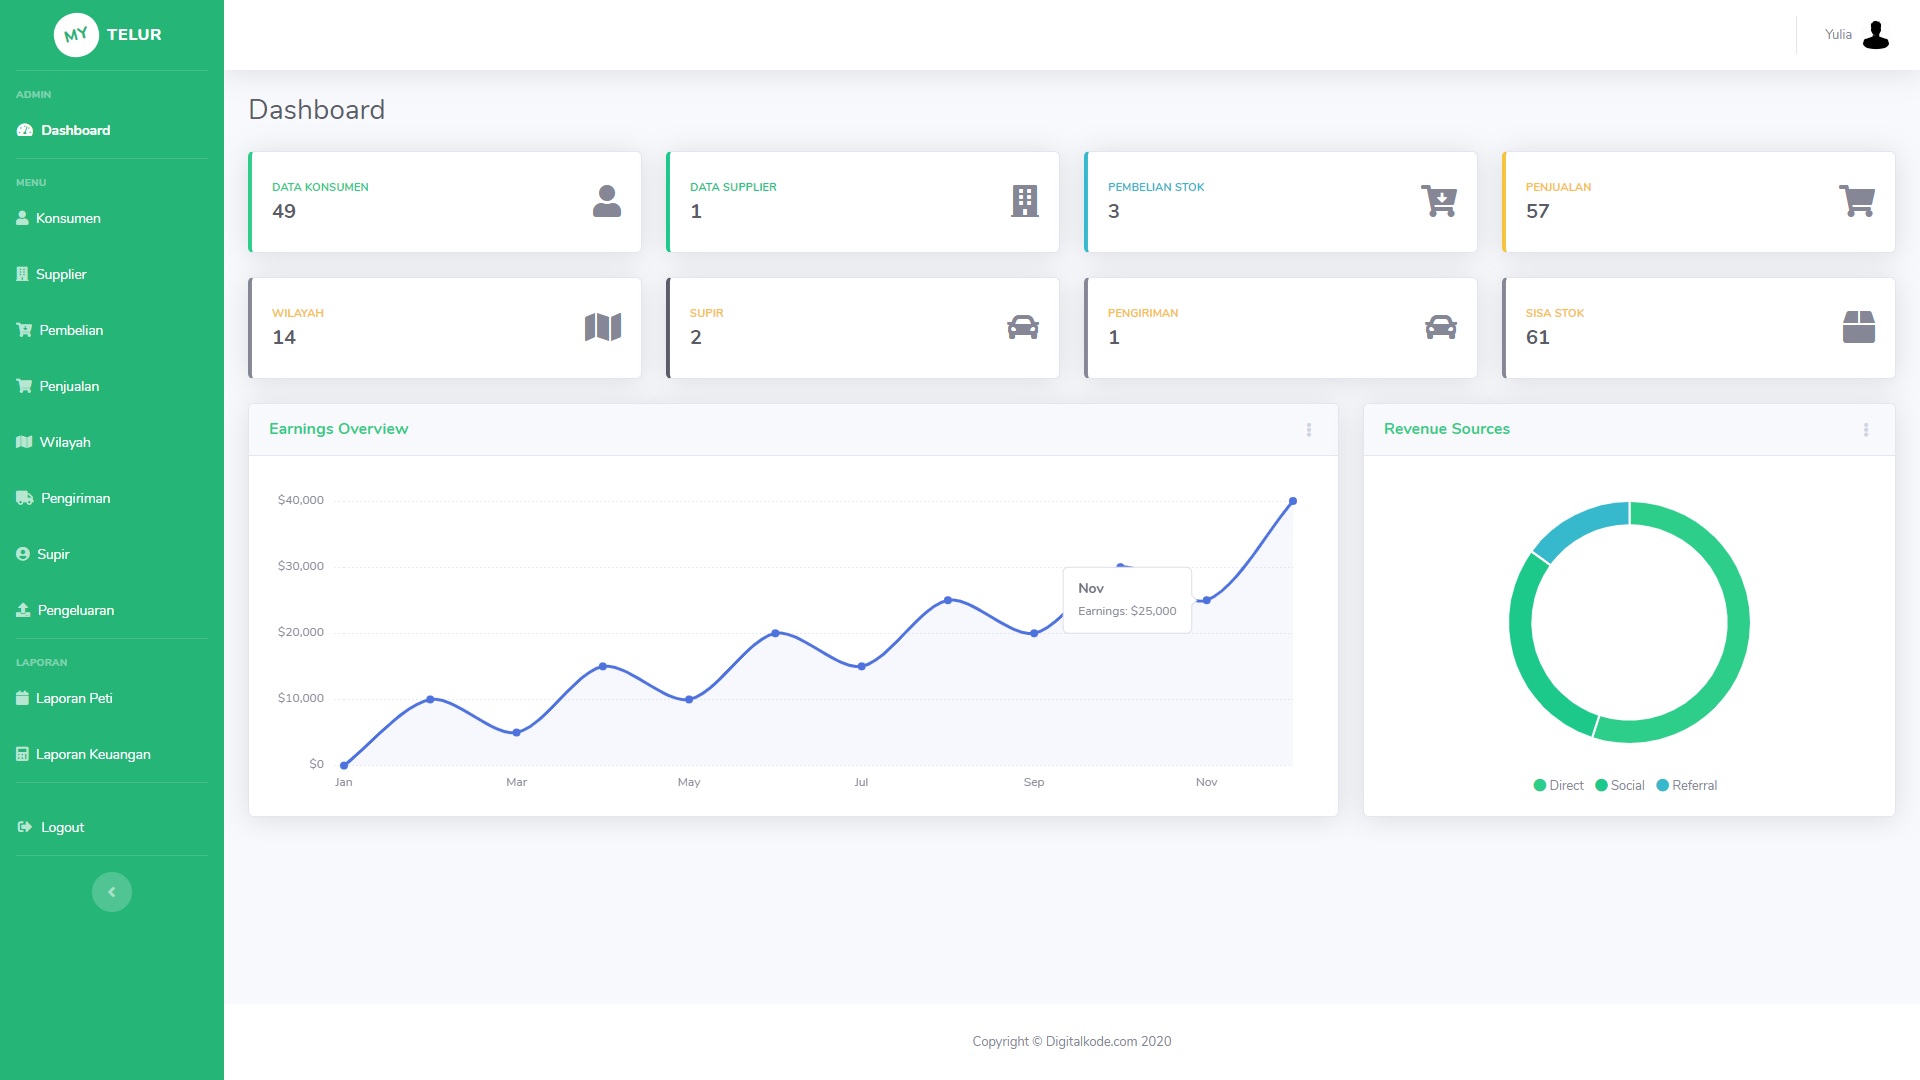 MY TELUR
Yulia
ADMIN
Dashboard
MENU
Konsumen
Supplier
Pembelian
Penjualan
Wilayah
Pengiriman
Supir
Pengeluaran
LAPORAN
Laporan Peti
Laporan Keuangan
Logout
Dashboard
DATA KONSUMEN
49
DATA SUPPLIER
1
PEMBELIAN STOK
3
PENJUALAN
57
WILAYAH
14
SUPIR
2
PENGIRIMAN
1
SISA STOK
61
Earnings Overview
$40,000
$30,000
$20,000
$10,000
$0
Jan Mar May Jul Sep Nov
Nov
Earnings: $25,000
Revenue Sources
Direct Social Referral
Copyright © Digitalkode.com 2020